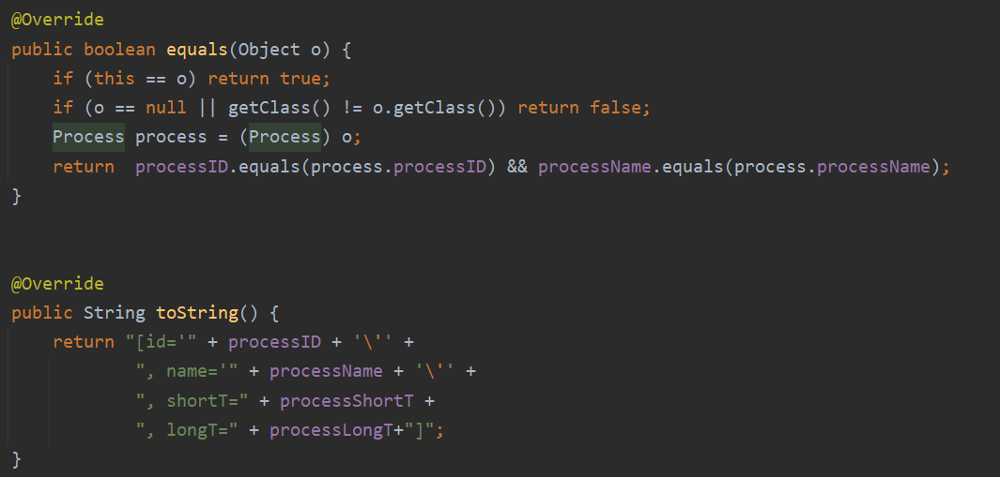 @Override
public boolean equals(Object o) {
    if (this == o) return true;
    if (o == null || getClass() != o.getClass()) return false;
    Process process = (Process) o;
    return  processID.equals(process.processID) && processName.equals(process.processName);
}
@Override
public String toString() {
    return "[id='" + processID + '\'' +
            ", name='" + processName + '\'' +
            ", shortT=" + processShortT +
            ", longT=" + processLongT+"]";
}